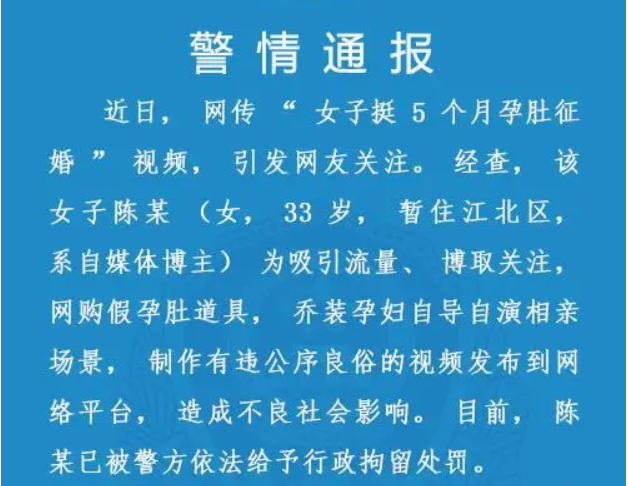 警情通报
近日， 网传 “ 女子挺 5 个月孕肚征
婚 ” 视频， 引发网友关注。 经查， 该
女子陈某 （女， 33 岁， 暂住江北区，
系自媒体博主） 为吸引流量、 博取关注，
网购假孕肚道具， 乔装孕妇自导自演相亲
场景， 制作有违公序良俗的视频发布到网
络平台， 造成不良社会影响。 目前， 陈
某已被警方依法给予行政拘留处罚。